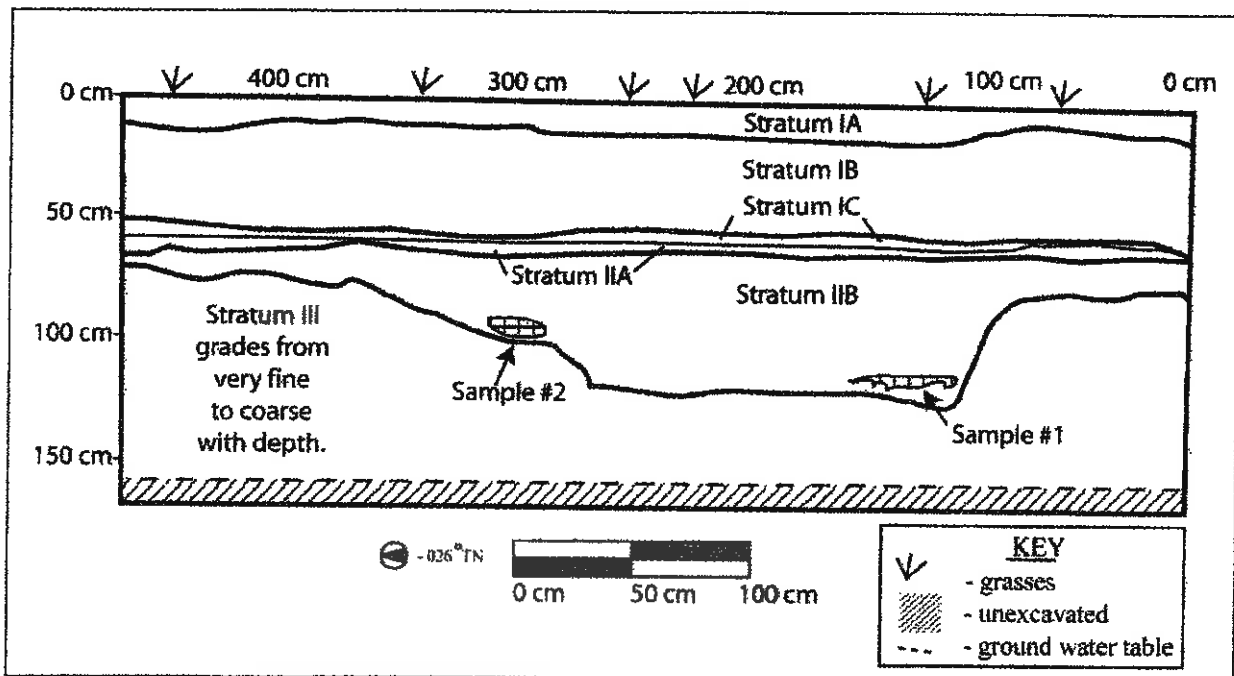 400 cm 300 cm 200 cm 100 cm 0 cm
0 cm
Stratum IA
Stratum IB
50 cm
Stratum IC
Stratum IIA
Stratum IIB
Stratum III
grades from
very fine
to coarse
with depth.
100 cm
Sample #2
Sample #1
150 cm
- 026° TN
0 cm 50 cm 100 cm
KEY
- grasses
- unexcavated
- ground water table